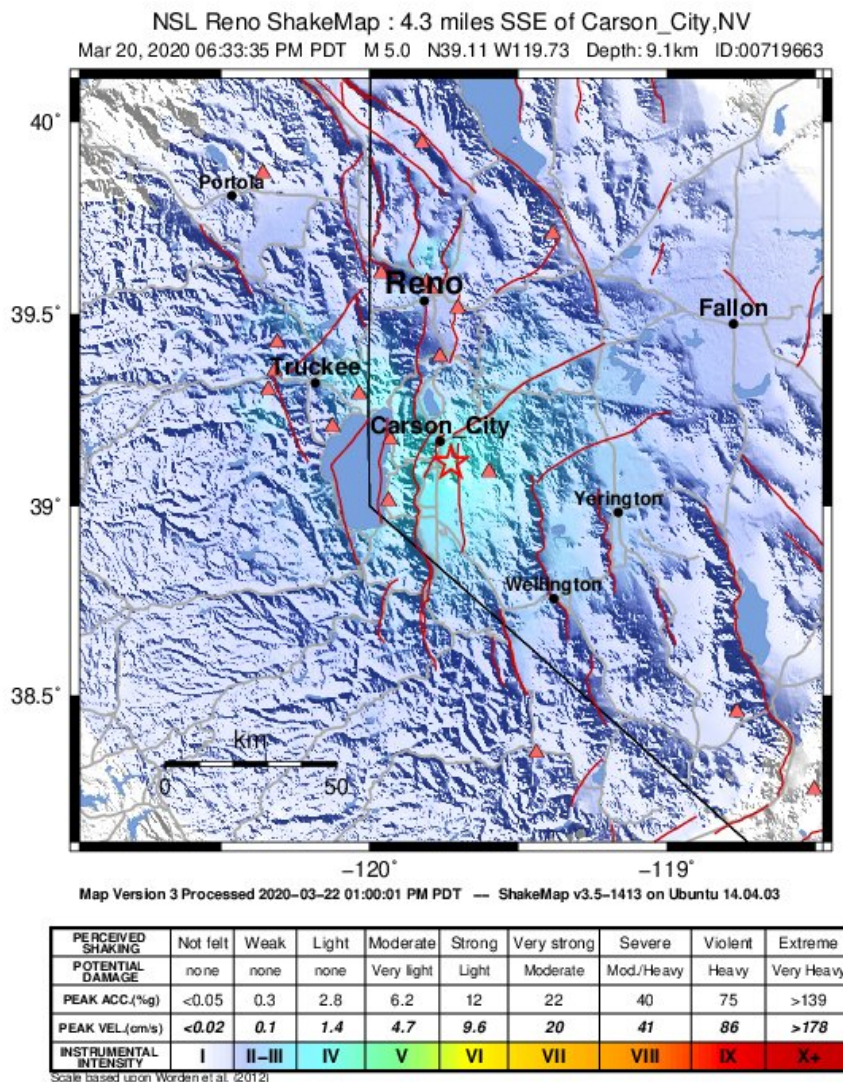 NSL Reno ShakeMap : 4.3 miles SSE of Carson_City,NV
Mar 20, 2020 06:33:35 PM PDT M 5.0 N39.11 W119.73 Depth: 9.1km ID:00719663
40°
Portola
Reno
39.5°
Fallon
Truckee
Carson_City
39°
Yerington
Wellington
38.5°
km
0 50
-120° -119°
Map Version 3 Processed 2020-03-22 01:00:01 PM PDT -- ShakeMap v3.5-1413 on Ubuntu 14.04.03
PERCEIVED SHAKING Not felt Weak Light Moderate Strong Very strong Severe Violent Extreme
POTENTIAL DAMAGE none none none Very light Light Moderate Mod./Heavy Heavy Very Heavy
PEAK ACC.(%g) <0.05 0.3 2.8 6.2 12 22 40 75 >139
PEAK VEL.(cm/s) <0.02 0.1 1.4 4.7 9.6 20 41 86 >178
INSTRUMENTAL INTENSITY I II-III IV V VI VII VIII IX X+
Scale based upon Worden et al. (2012)